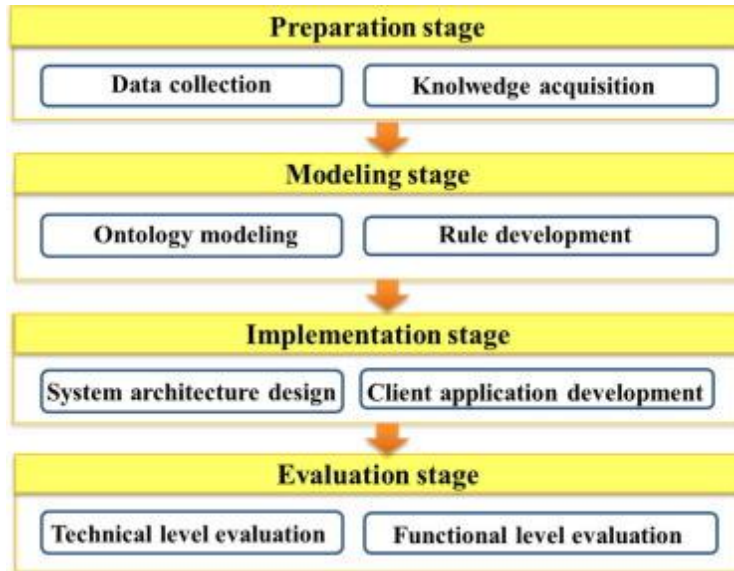 Preparation stage
Data collection
Knolwedge acquisition
Modeling stage
Ontology modeling
Rule development
Implementation stage
System architecture design
Client application development
Evaluation stage
Technical level evaluation
Functional level evaluation